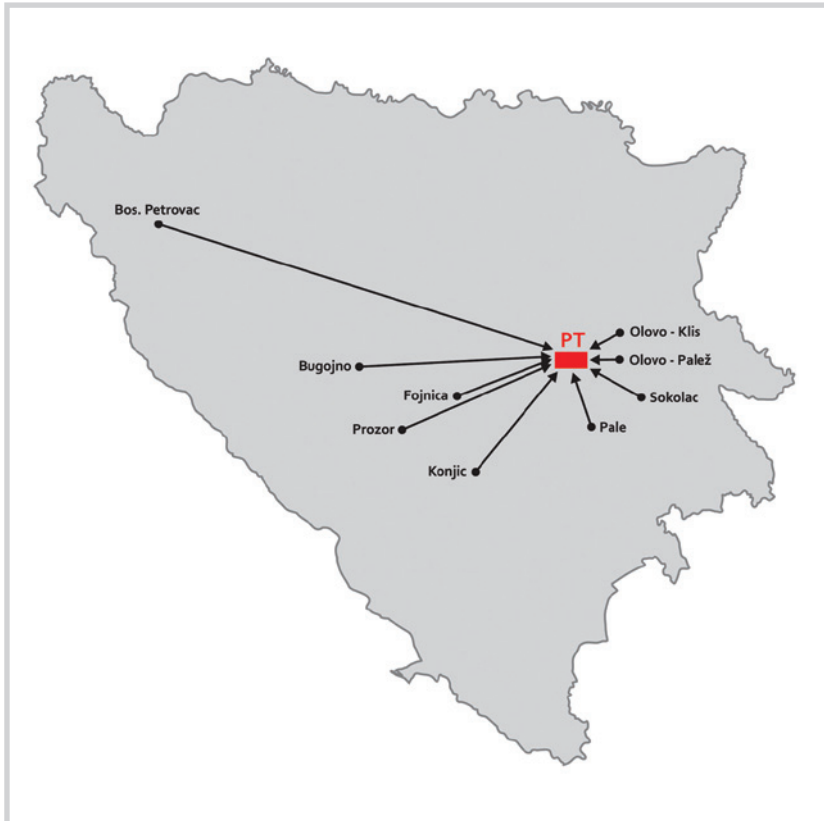 Bos. Petrovac
PT
Olovo - Klis
Olovo - Palež
Bugojno
Fojnica
Sokolac
Prozor
Pale
Konjic